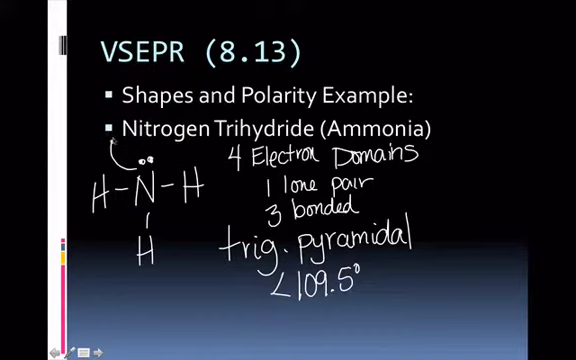 VSEPR (8.13)
Shapes and Polarity Example:
Nitrogen Trihydride (Ammonia)
4 Electron Domains
1 lone pair
3 bonded
H-N-H
H
trig. pyramidal
<109.5°